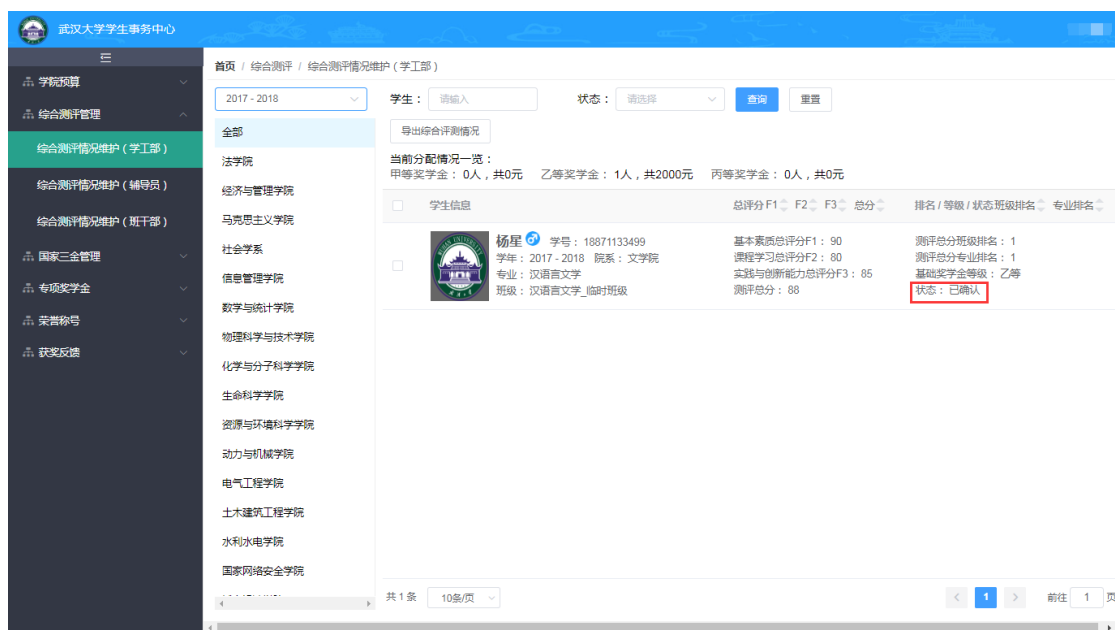 武汉大学学生事务中心
首页 / 综合测评 / 综合测评情况维护（学工部）
学院预算
综合测评管理
综合测评情况维护（学工部）
综合测评情况维护（辅导员）
综合测评情况维护（班干部）
国家三金管理
专项奖学金
荣誉称号
获奖反馈
2017 - 2018
全部
法学院
经济与管理学院
马克思主义学院
社会学系
信息管理学院
数学与统计学院
物理科学与技术学院
化学与分子科学学院
生命科学学院
资源与环境科学学院
动力与机械学院
电气工程学院
土木建筑工程学院
水利水电学院
国家网络安全学院
学生： 请输入 状态： 请选择 查询 重置
导出综合评测情况
当前分配情况一览：
甲等奖学金： 0人，共0元 乙等奖学金： 1人，共2000元 丙等奖学金： 0人，共0元
学生信息 总评分 F1 F2 F3 总分 排名 / 等级 / 状态 班级排名 专业排名
杨星 学号： 18871133499
学年： 2017 - 2018 院系： 文学院
专业： 汉语言文学
班级： 汉语言文学_临时班级
基本素质总评分F1： 90
课程学习总评分F2： 80
实践与创新能力总评分F3： 85
测评总分： 88
测评总分班级排名： 1
测评总分专业排名： 1
基础奖学金等级： 乙等
状态： 已确认
共 1 条 10条/页 1 前往 1 页